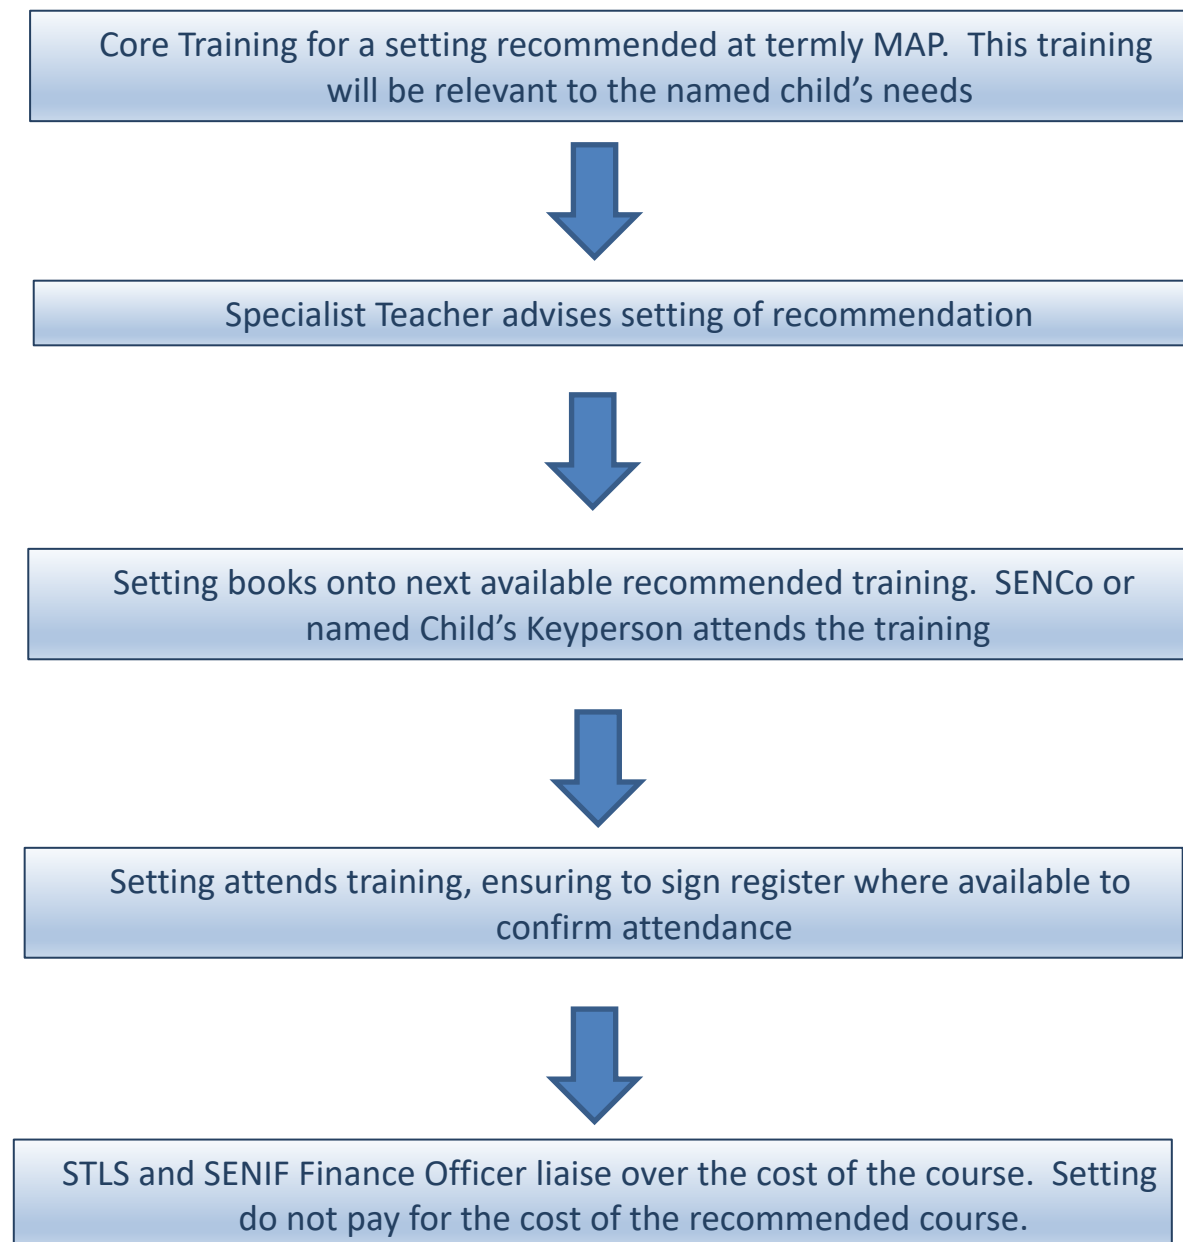 Core Training for a setting recommended at termly MAP.  This training
will be relevant to the named child’s needs
Specialist Teacher advises setting of recommendation
Setting books onto next available recommended training.  SENCo or
named Child’s Keyperson attends the training
Setting attends training, ensuring to sign register where available to
confirm attendance
STLS and SENIF Finance Officer liaise over the cost of the course.  Setting
do not pay for the cost of the recommended course.